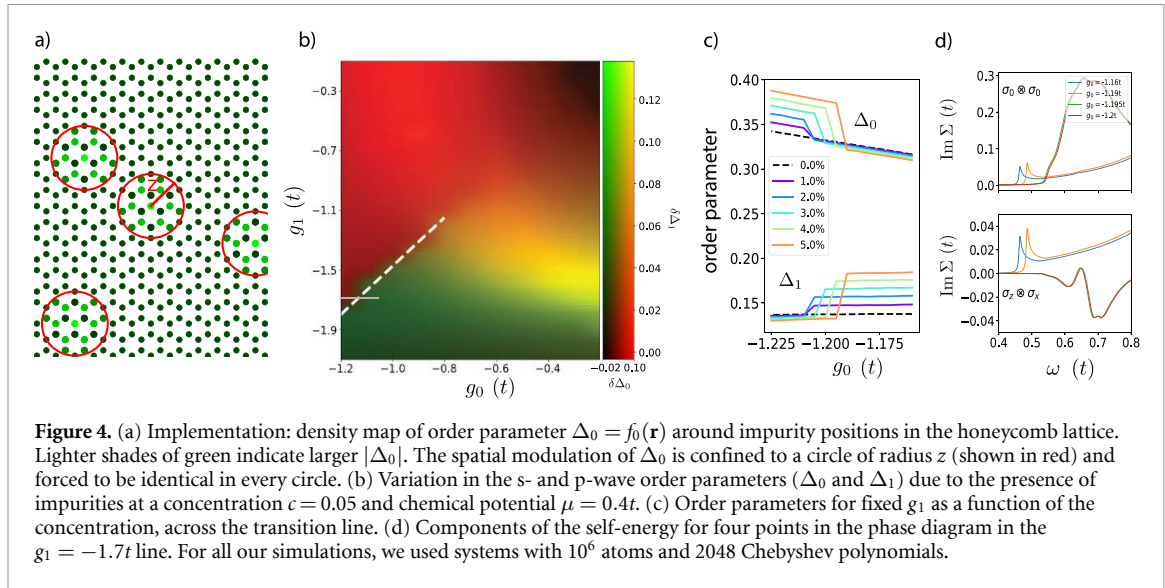 a)
z
b)
g₁ (t)
−0.3
−0.5
−0.7
−0.9
−1.1
−1.3
−1.5
−1.7
−1.9
−1.2
−1.0
−0.8
−0.6
−0.4
g₀ (t)
0.12
0.10
0.08
0.06
0.04
0.02
0.00
−0.02 0.10
δΔ₁
δΔ₀
c)
order parameter
0.40
0.35
0.30
0.25
0.20
0.15
Δ₀
0.0%
1.0%
2.0%
3.0%
4.0%
5.0%
Δ₁
−1.225
−1.200
−1.175
g₀ (t)
d)
Im Σ (t)
0.3
0.2
0.1
0.0
σ₀ ⊗ σ₀
g₀ = -1.16t
g₀ = -1.19t
g₀ = -1.195t
g₀ = -1.2t
Im Σ (t)
0.04
0.02
0.00
−0.02
−0.04
σz ⊗ σx
0.4 0.5 0.6 0.7 0.8
ω (t)
Figure 4. (a) Implementation: density map of order parameter Δ₀ = f₀(r) around impurity positions in the honeycomb lattice.
Lighter shades of green indicate larger |Δ₀|. The spatial modulation of Δ₀ is confined to a circle of radius z (shown in red) and
forced to be identical in every circle. (b) Variation in the s- and p-wave order parameters (Δ₀ and Δ₁) due to the presence of
impurities at a concentration c = 0.05 and chemical potential μ = 0.4t. (c) Order parameters for fixed g₁ as a function of the
concentration, across the transition line. (d) Components of the self-energy for four points in the phase diagram in the
g₁ = −1.7t line. For all our simulations, we used systems with 10⁶ atoms and 2048 Chebyshev polynomials.